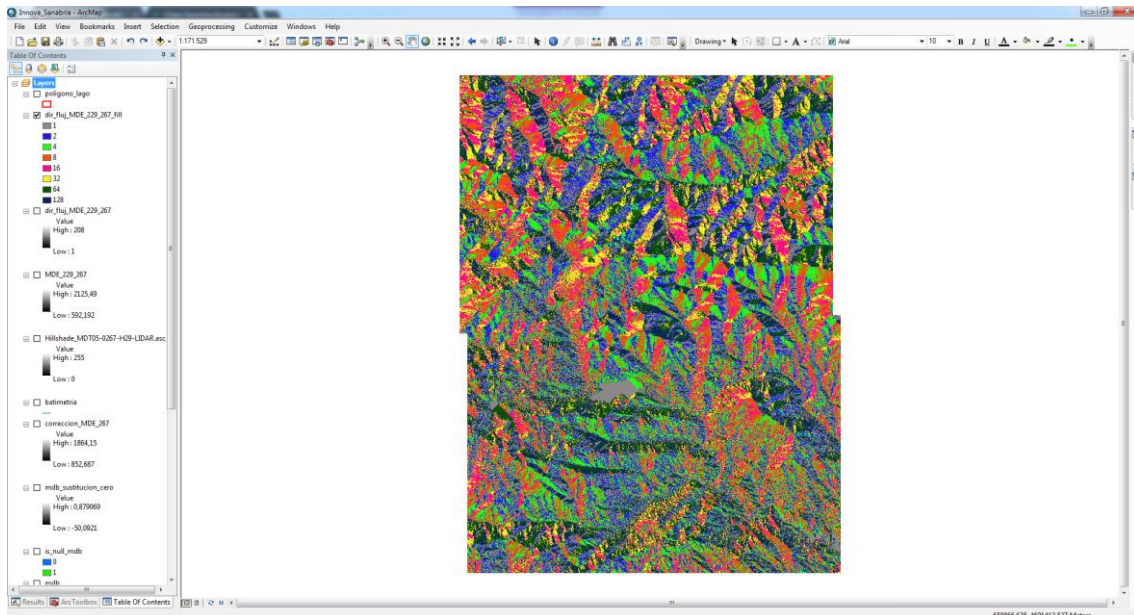 Innova_Sanabria - ArcMap
File Edit View Bookmarks Insert Selection Geoprocessing Customize Windows Help
1:171.529
Drawing
Arial
10
B I U A
Table Of Contents
Layers
poligono_lago
dir_fluj_MDE_229_267_fill
1
2
4
8
16
32
64
128
dir_fluj_MDE_229_267
Value
High : 208
Low : 1
MDE_229_267
Value
High : 2125,49
Low : 592,192
Hillshade_MDT05-0267-H29-LIDAR.asc
Value
High : 255
Low : 0
batimetria
correccion_MDE_267
Value
High : 1864,15
Low : 852,687
mdb_sustitucion_cero
Value
High : 0,879069
Low : -50,0921
is_null_mdb
0
1
mdb
Results ArcToolbox Table Of Contents